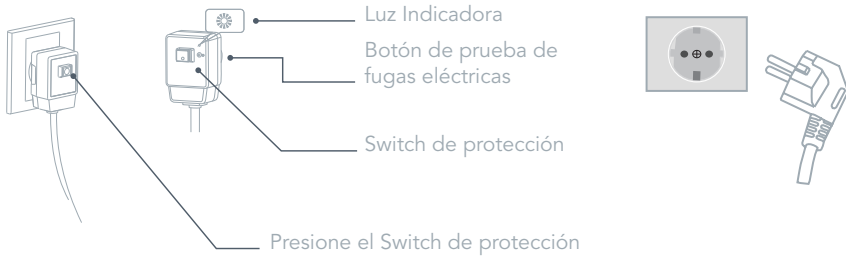 Luz Indicadora
Botón de prueba de
fugas eléctricas
Switch de protección
Presione el Switch de protección